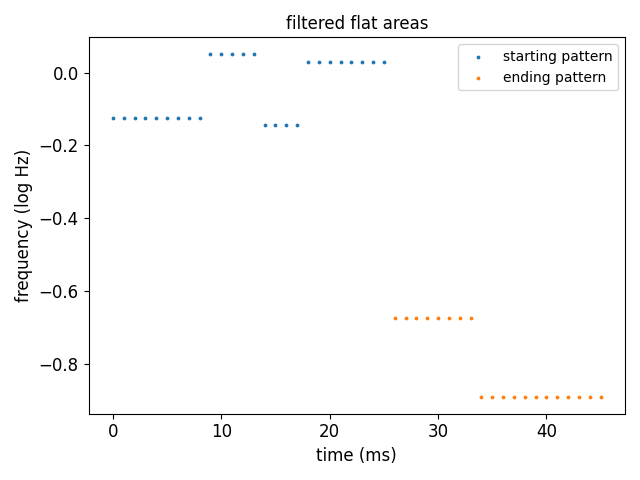 filtered flat areas
starting pattern
ending pattern
frequency (log Hz)
0.0
−0.2
−0.4
−0.6
−0.8
0 10 20 30 40
time (ms)